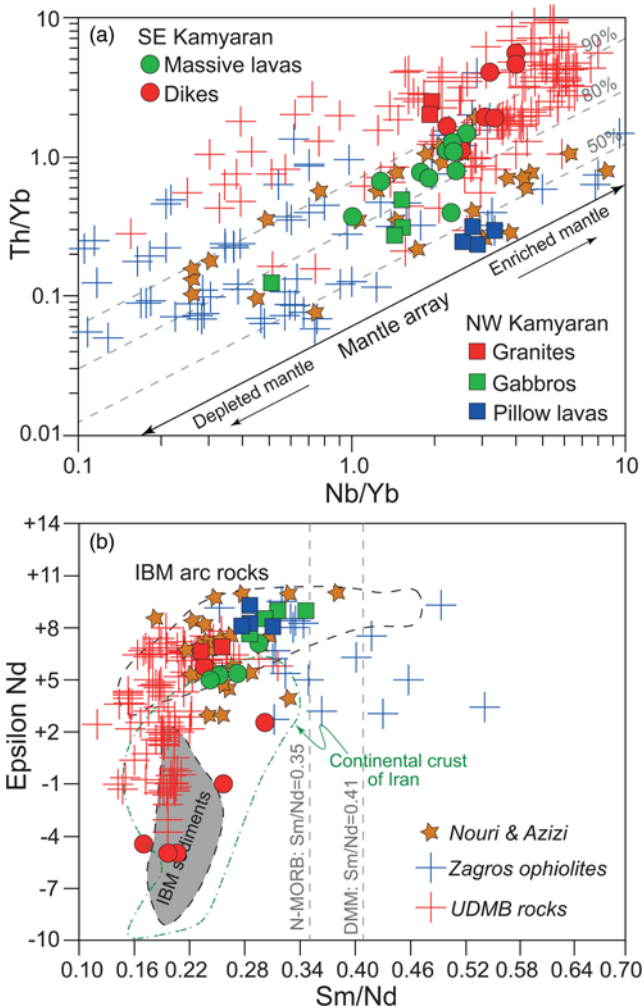 (a)
SE Kamyaran
Massive lavas
Dikes
90%
80%
50%
10
1.0
0.1
0.01
Th/Yb
Enriched mantle
Mantle array
Depleted mantle
NW Kamyaran
Granites
Gabbros
Pillow lavas
0.1
1.0
10
Nb/Yb
(b)
IBM arc rocks
+14
+11
+8
+5
+2
-1
-4
-7
-10
Epsilon Nd
Continental crust
of Iran
IBM sediments
N-MORB: Sm/Nd=0.35
DMM: Sm/Nd=0.41
Nouri & Azizi
Zagros ophiolites
UDMB rocks
0.10
0.16
0.22
0.28
0.34
0.40
0.46
0.52
0.58
0.64
0.70
Sm/Nd